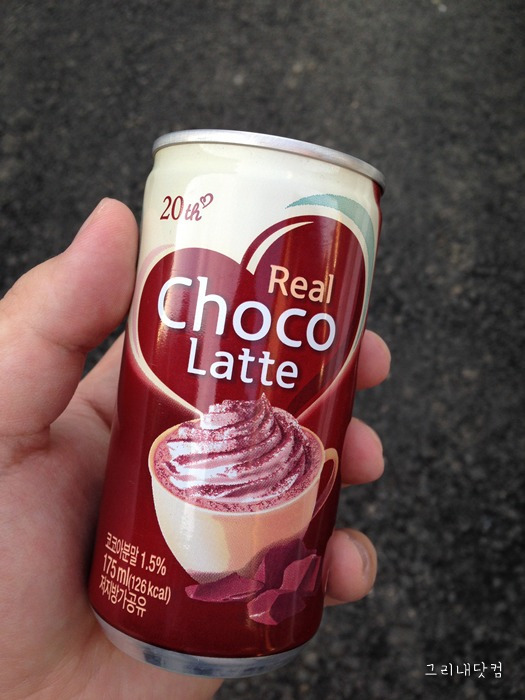 20th
Real
Choco
Latte
코코아분말 1.5%
175ml(126kcal)
저지방가공유
그리내닷컴